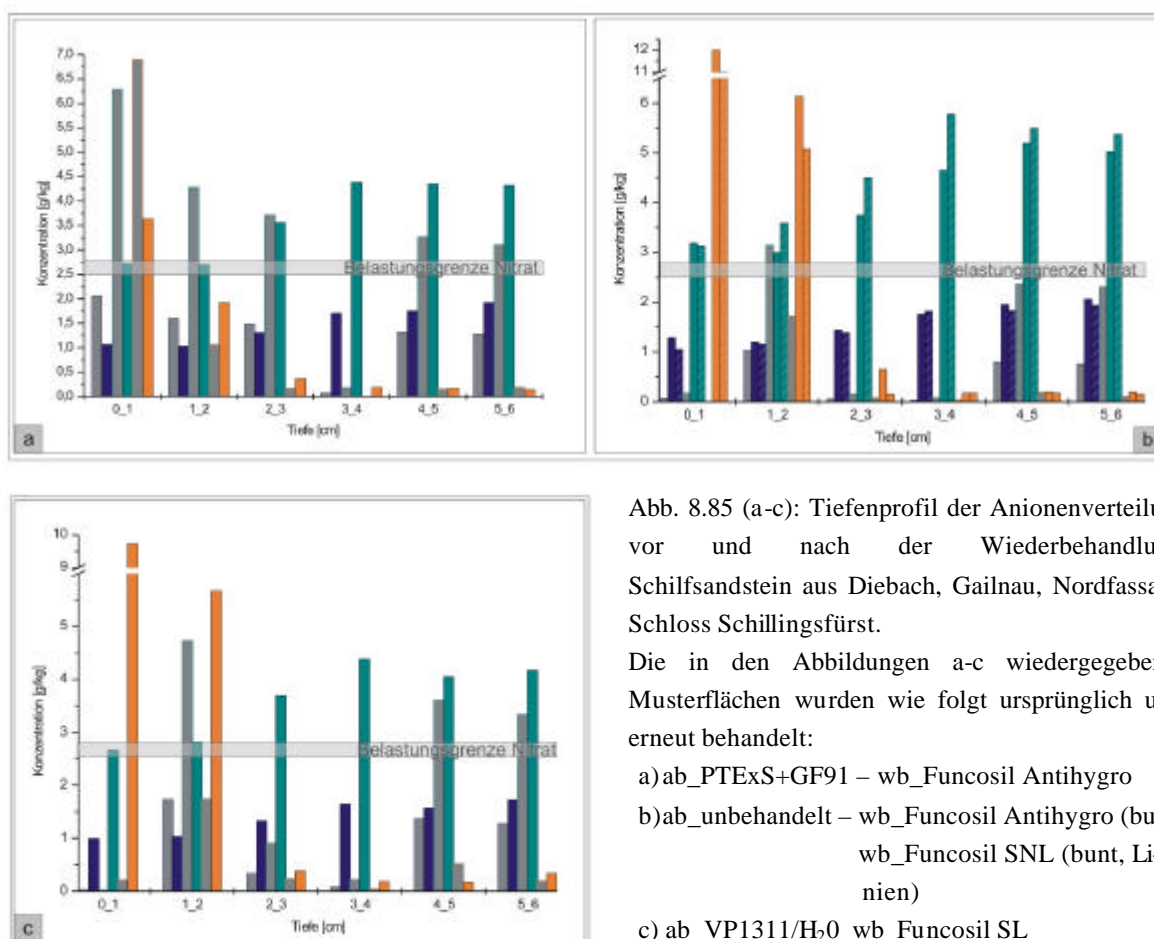 7,0
6,5
6,0
5,5
5,0
4,5
4,0
3,5
3,0
2,5
2,0
1,5
1,0
0,5
0,0
Konzentration [g/kg]
Belastungsgrenze Nitrat
0_1 1_2 2_3 3_4 4_5 5_6
Tiefe [cm]
a
12
11
6
5
4
3
2
1
0
Konzentration [g/kg]
Belastungsgrenze Nitrat
0_1 1_2 2_3 3_4 4_5 5_6
Tiefe [cm]
b
10
9
5
4
3
2
1
0
Konzentration [g/kg]
Belastungsgrenze Nitrat
0_1 1_2 2_3 3_4 4_5 5_6
Tiefe [cm]
c
Abb. 8.85 (a-c): Tiefenprofil der Anionenverteilu
vor und nach der Wiederbehandlu
Schilfsandstein aus Diebach, Gailnau, Nordfassa
Schloss Schillingsfürst.
Die in den Abbildungen a-c wiedergegebe
Musterflächen wurden wie folgt ursprünglich u
erneut behandelt:
a) ab_PTExS+GF91 – wb_Funcosil Antihygro
b) ab_unbehandelt – wb_Funcosil Antihygro (bu
wb_Funcosil SNL (bunt, Li-
nien)
c) ab_VP1311/H₂0_wb_Funcosil SL